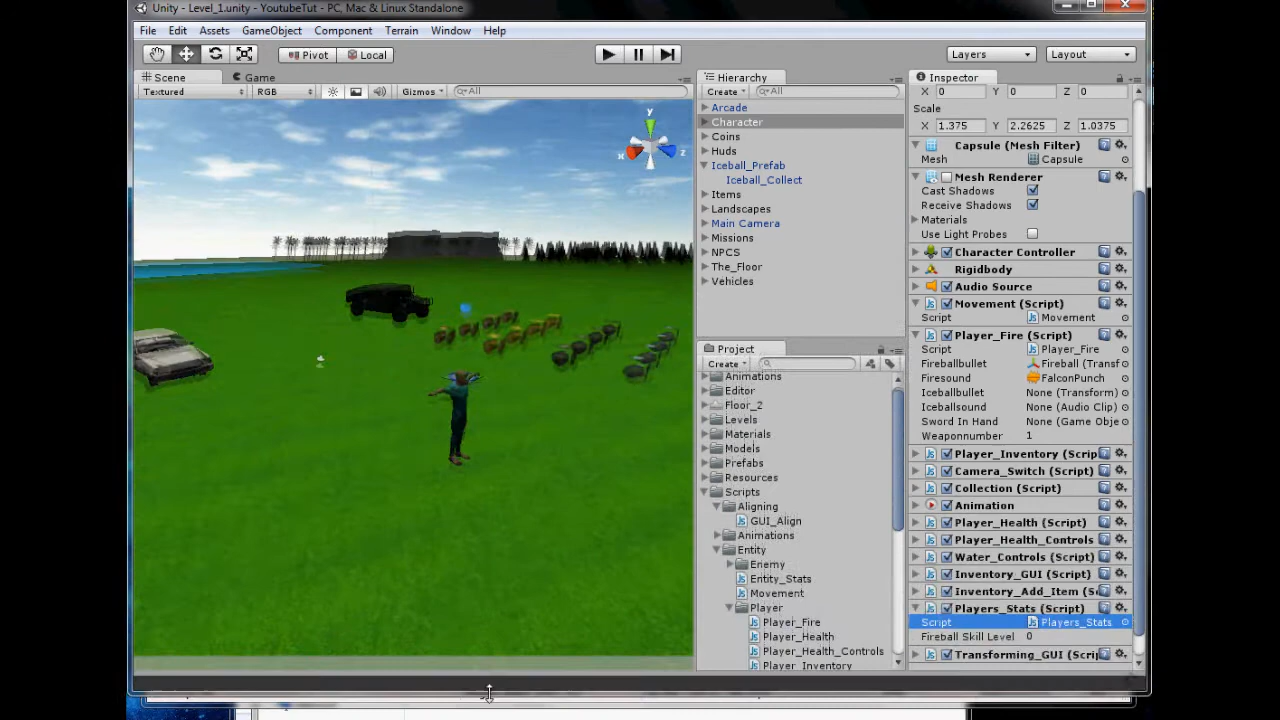 Unity - Level_1.unity - YoutubeTut - PC, Mac & Linux Standalone
File Edit Assets GameObject Component Terrain Window Help
Pivot Local Layers Layout
Scene Game
Textured RGB Gizmos All
y
x z
Hierarchy
Create All
Arcade
Character
Coins
Huds
Iceball_Prefab
Iceball_Collect
Items
Landscapes
Main Camera
Missions
NPCS
The_Floor
Vehicles
Project
Create
Animations
Editor
Floor_2
Levels
Materials
Models
Prefabs
Resources
Scripts
Aligning
GUI_Align
Animations
Entity
Enemy
Entity_Stats
Movement
Player
Player_Fire
Player_Health
Player_Health_Controls
Player_Inventory
Inspector
X 0 Y 0 Z 0
Scale
X 1.375 Y 2.2625 Z 1.0375
Capsule (Mesh Filter)
Mesh Capsule
Mesh Renderer
Cast Shadows
Receive Shadows
Materials
Use Light Probes
Character Controller
Rigidbody
Audio Source
Movement (Script)
Script Movement
Player_Fire (Script)
Script Player_Fire
Fireballbullet Fireball (Transf
Firesound FalconPunch
Iceballbullet None (Transform)
Iceballsound None (Audio Clip)
Sword In Hand None (Game Obje
Weaponnumber 1
Player_Inventory (Scrip
Camera_Switch (Script)
Collection (Script)
Animation
Player_Health (Script)
Player_Health_Controls
Water_Controls (Script)
Inventory_GUI (Script)
Inventory_Add_Item (Sc
Players_Stats (Script)
Script Players_Stats
Fireball Skill Level 0
Transforming_GUI (Scrip